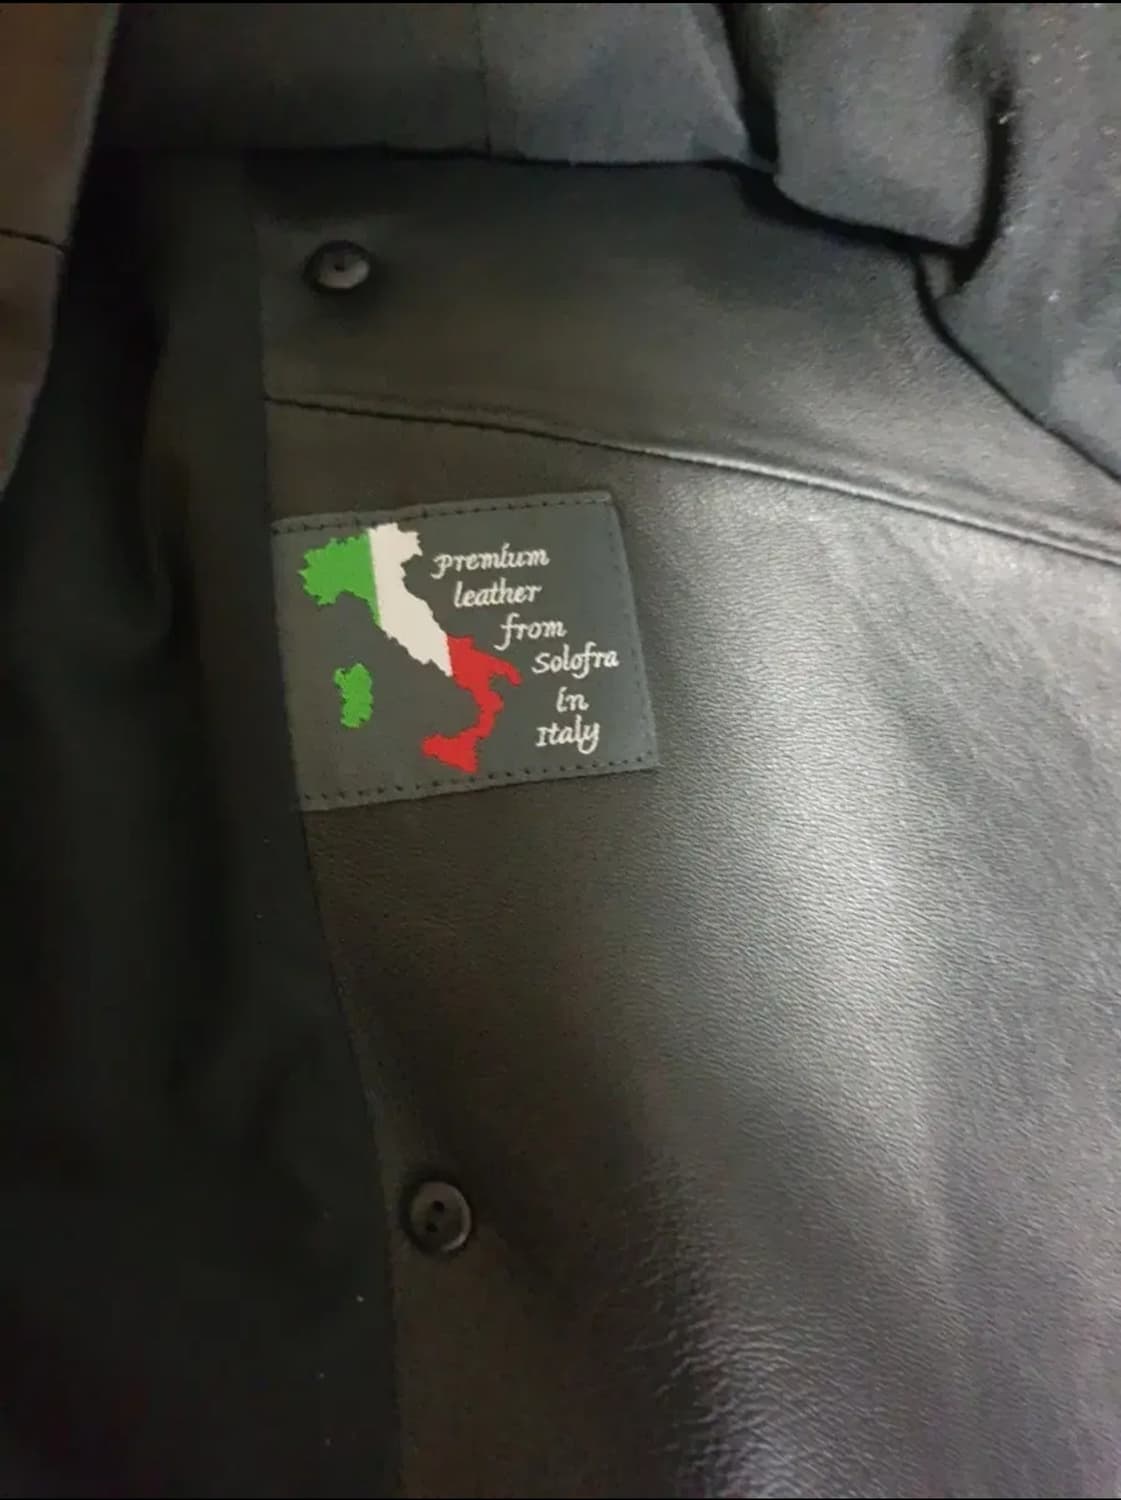 premium
leather
from
Solofra
in
Italy